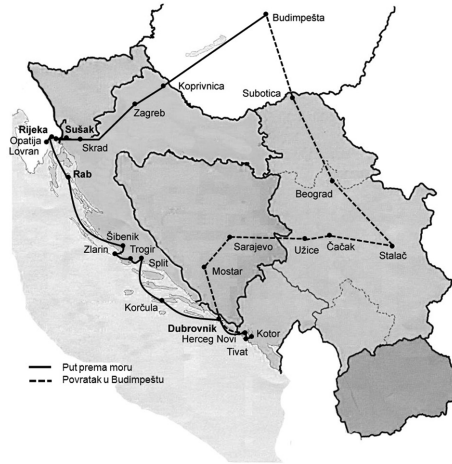 Budimpešta
Koprivnica
Subotica
Zagreb
Rijeka
Sušak
Opatija
Lovran
Skrad
Rab
Beograd
Šibenik
Zlarin
Trogir
Split
Sarajevo
Užice
Čačak
Stalač
Mostar
Korčula
Dubrovnik
Herceg Novi
Kotor
Tivat
Put prema moru
Povratak u Budimpeštu